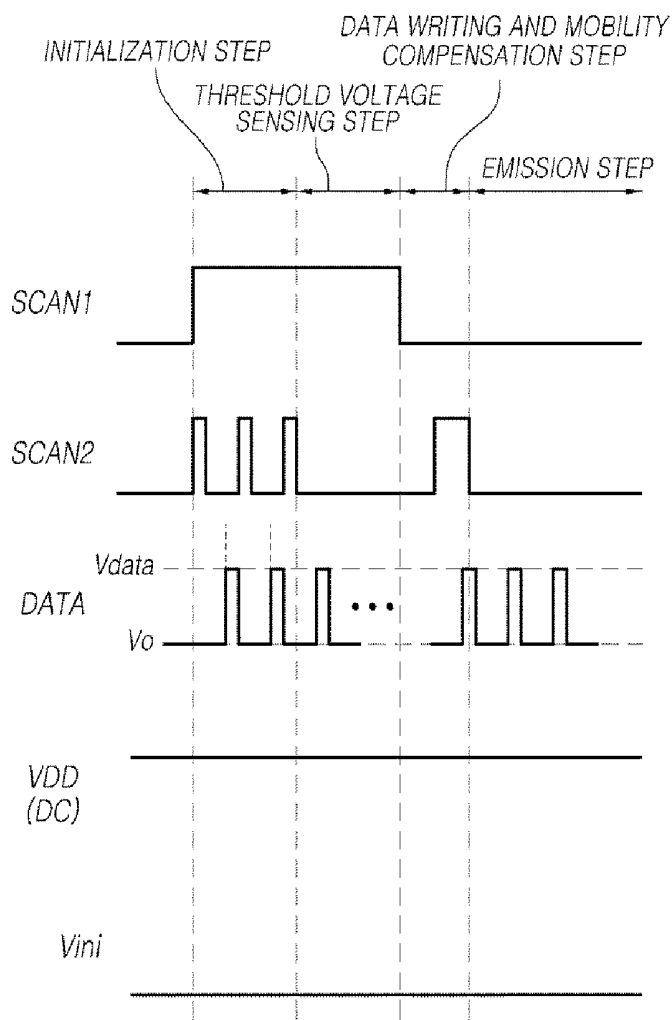 DATA WRITING AND MOBILITY
COMPENSATION STEP
INITIALIZATION STEP
THRESHOLD VOLTAGE
SENSING STEP
EMISSION STEP
SCAN1
SCAN2
Vdata
DATA
Vo
VDD
(DC)
Vini